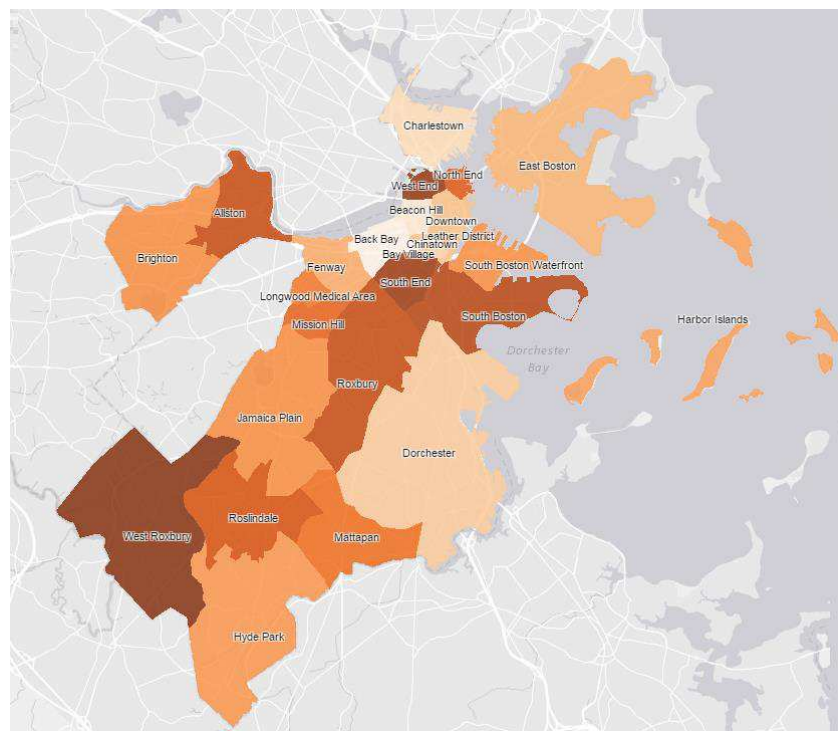 Charlestown
East Boston
North End
West End
Beacon Hill
Allston
Downtown
Leather District
Back Bay
Chinatown
Bay Village
Brighton
Fenway
South Boston Waterfront
South End
Longwood Medical Area
South Boston
Harbor Islands
Mission Hill
Dorchester
Bay
Roxbury
Jamaica Plain
Dorchester
Roslindale
West Roxbury
Mattapan
Hyde Park